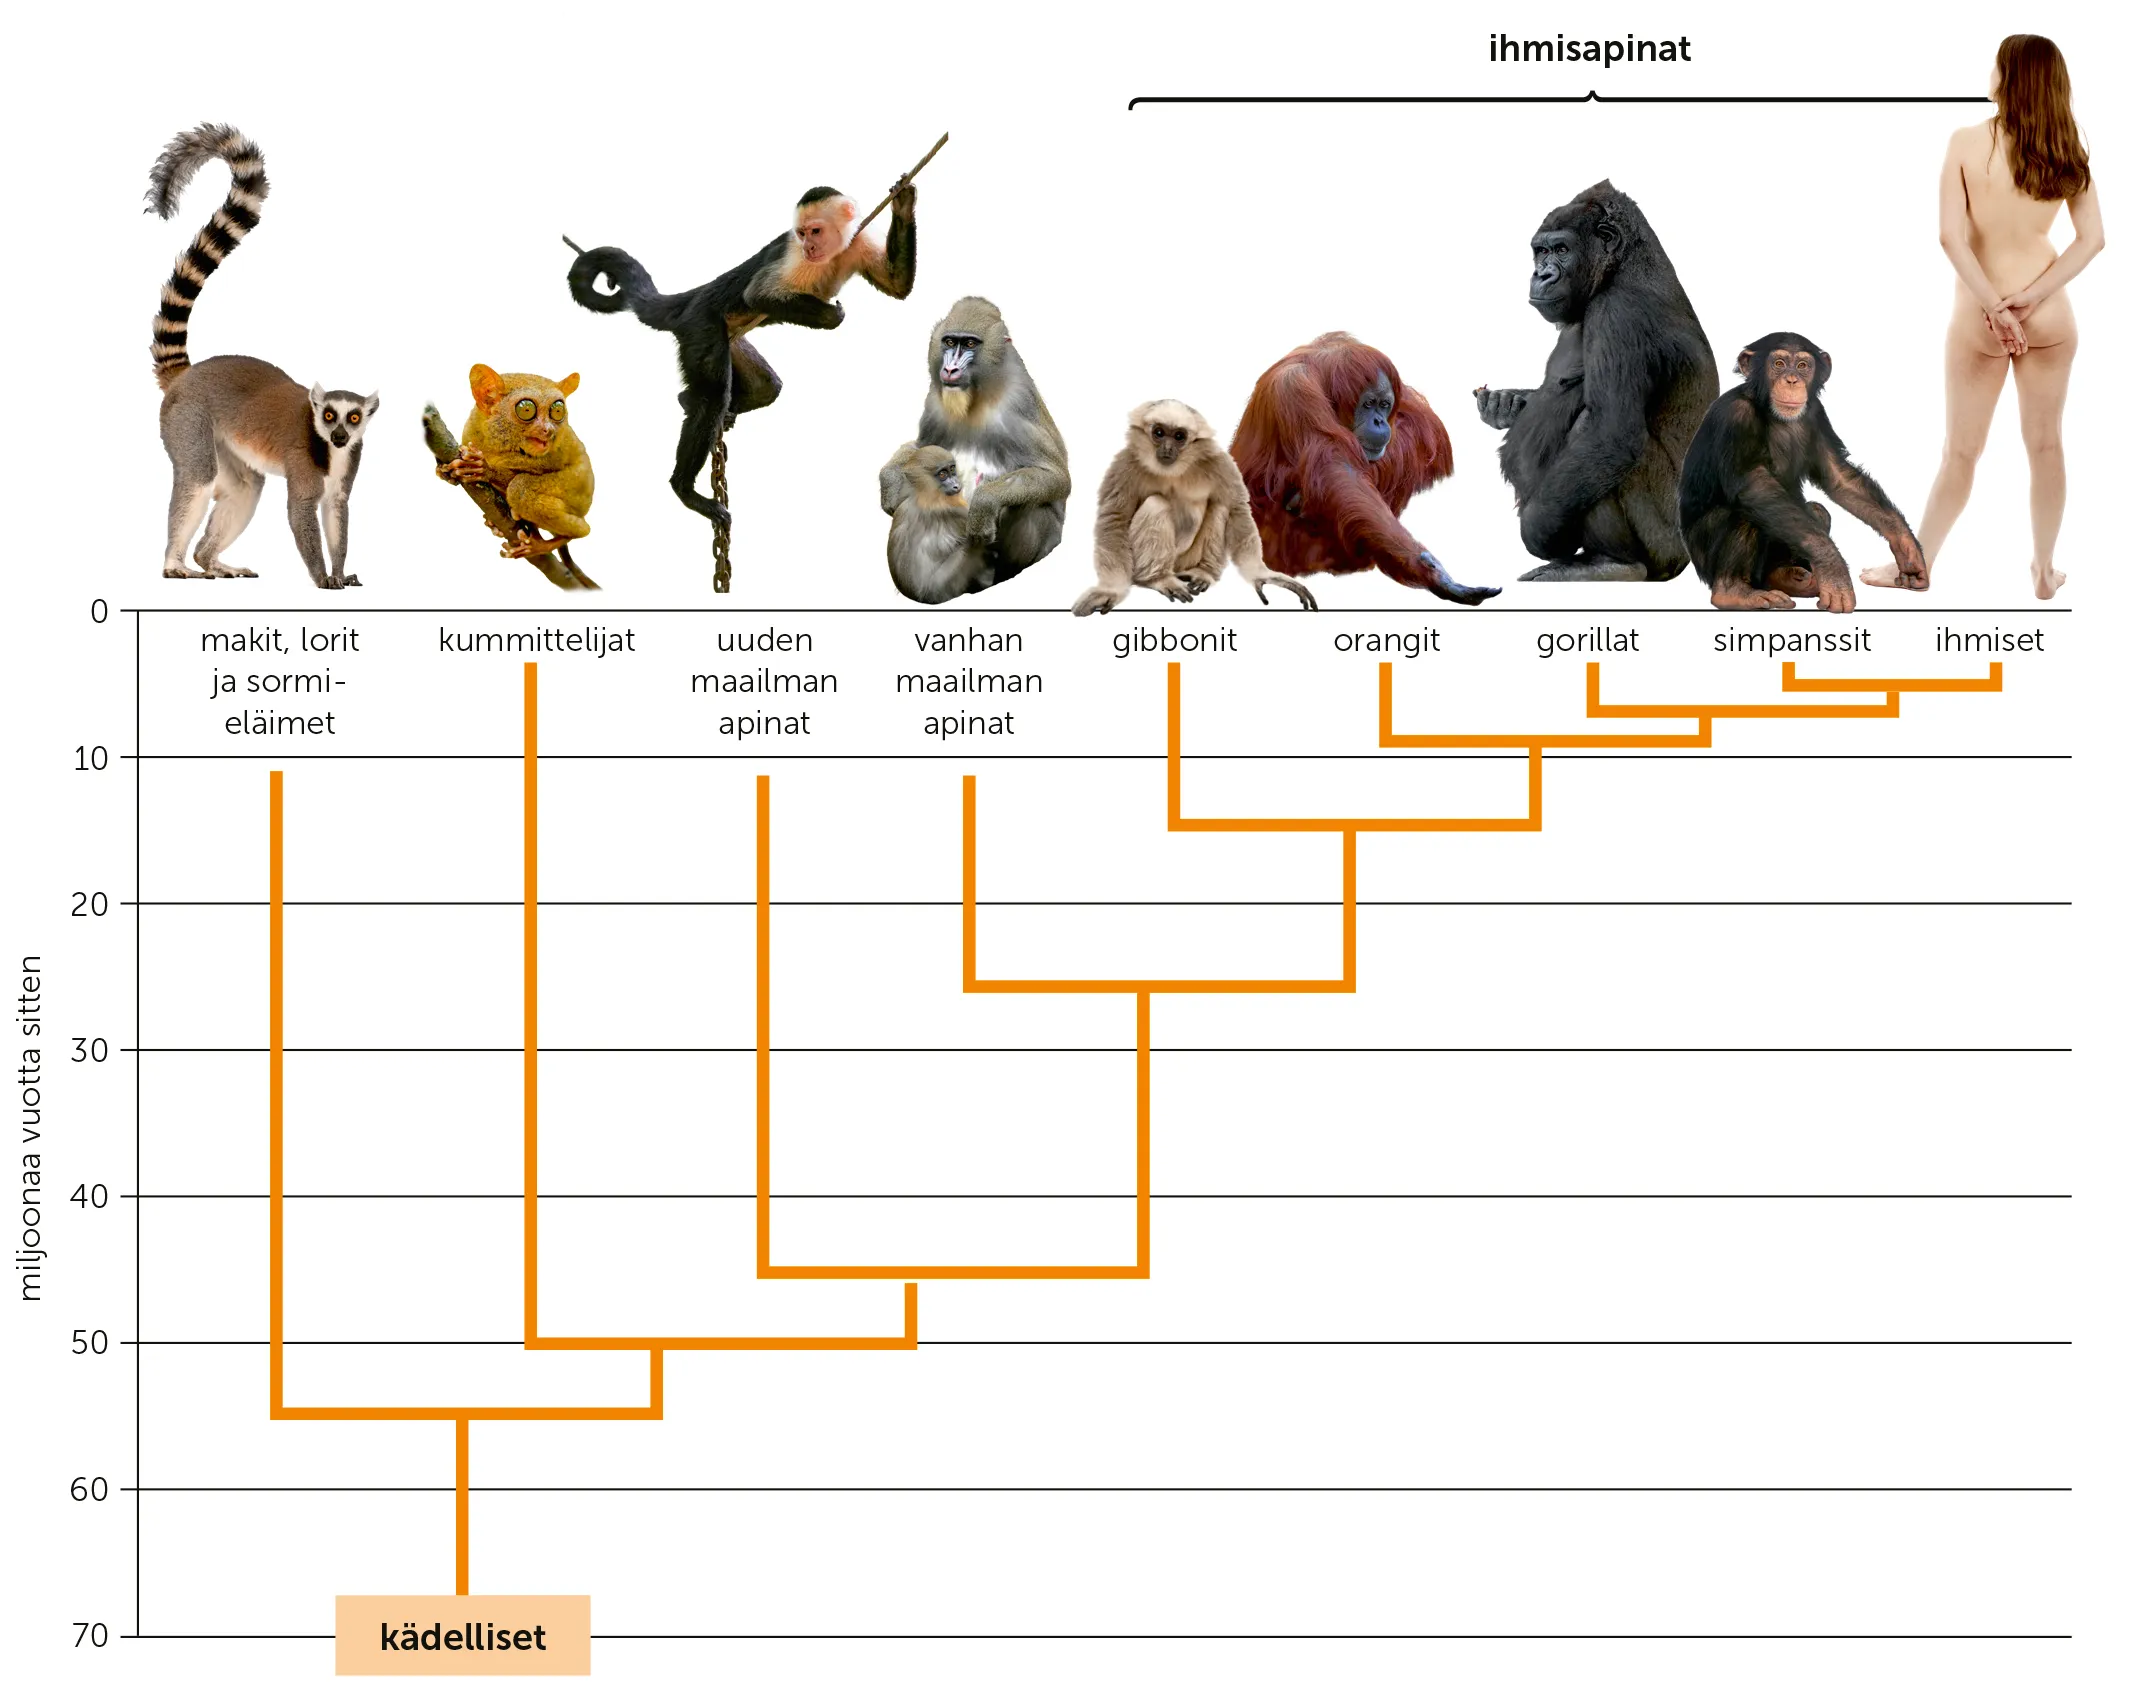 ihmisapinat
0
makit, lorit
ja sormi-
eläimet
kummittelijat
uuden
maailman
apinat
vanhan
maailman
apinat
gibbonit
orangit
gorillat
simpanssit
ihmiset
10
20
30
40
50
60
70
miljoonaa vuotta sitten
kädelliset